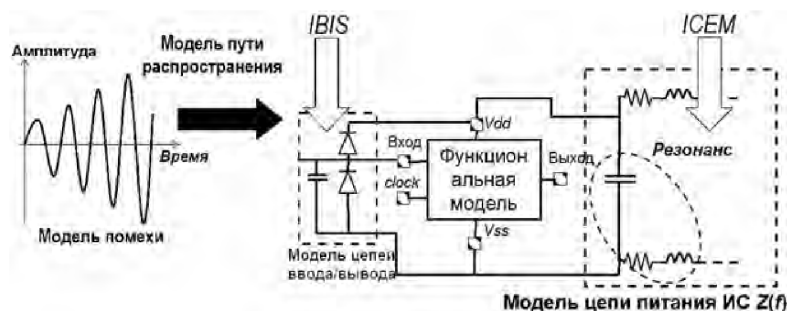 IBIS
ICEM
Амплитуда
Модель пути
распространения
Время
Модель помехи
Vdd
Вход
Функцион
альная
модель
Выход
clock
Vss
Резонанс
Модель цепей
ввода/вывода
Модель цепи питания ИС Z(f)